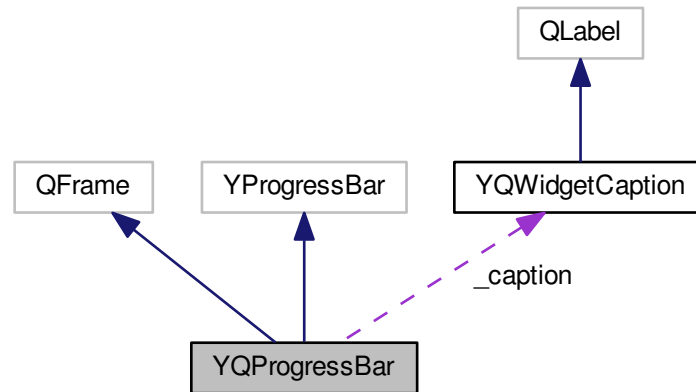 QLabel
QFrame
YProgressBar
YQWidgetCaption
_caption
YQProgressBar